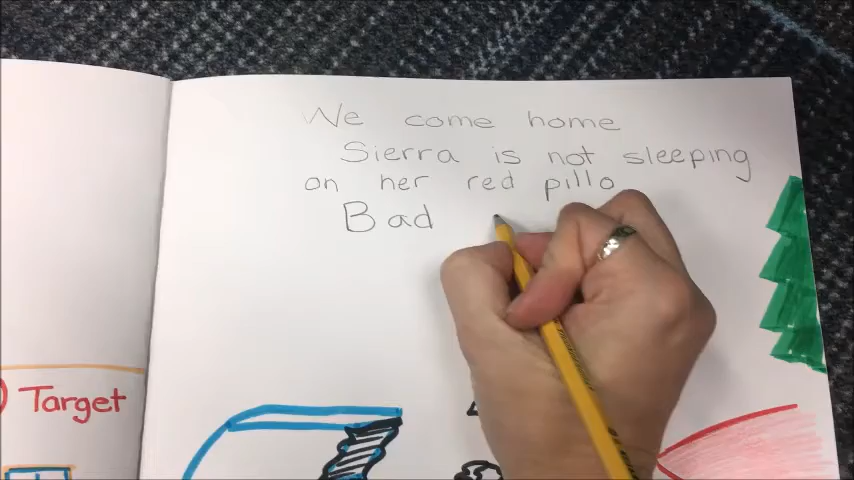 We come home
Sierra is not sleeping
on her red pillo
Bad
Target